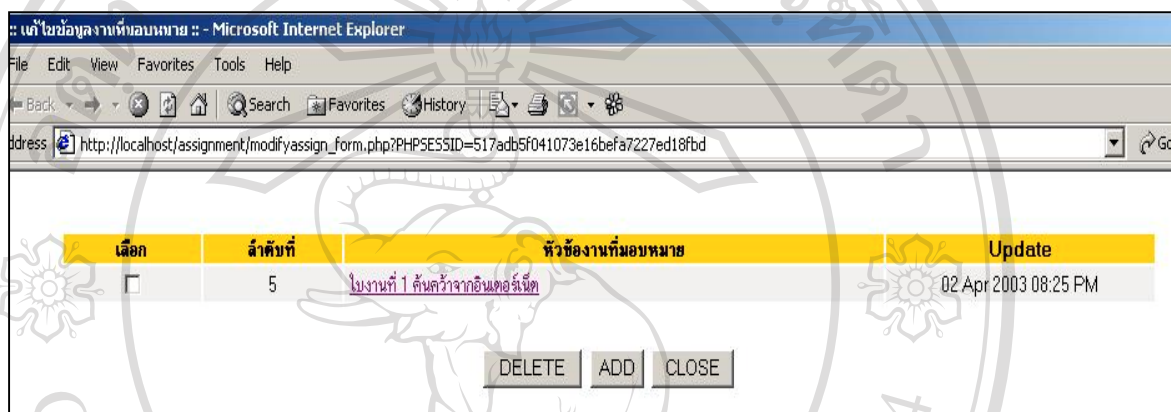 :: แก้ไขข้อมูลงานที่มอบหมาย :: - Microsoft Internet Explorer
File Edit View Favorites Tools Help
Back Search Favorites History
ddress http://localhost/assignment/modifyassign_form.php?PHPSESSID=517adb5f041073e16befa7227ed18fbd Go
เลือก ลำดับที่ หัวข้องานที่มอบหมาย Update
5 ใบงานที่ 1 ค้นคว้าจากอินเตอร์เน็ต 02 Apr 2003 08:25 PM
DELETE ADD CLOSE